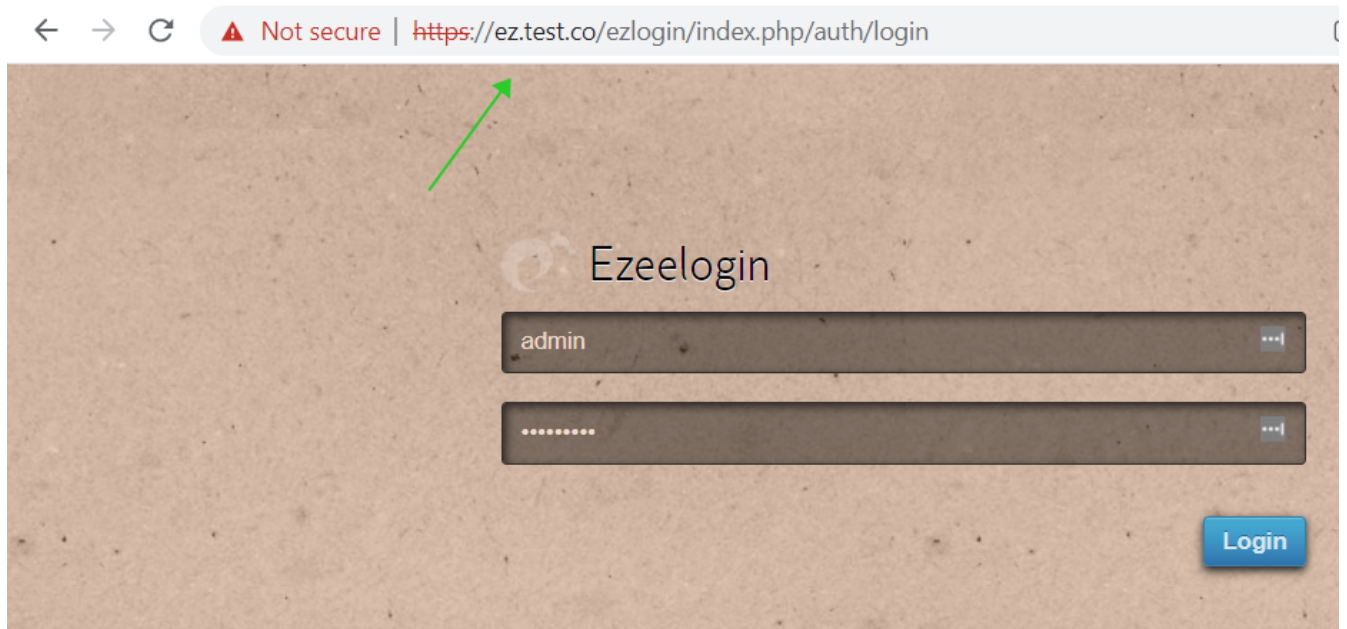 Not secure | https://ez.test.co/ezlogin/index.php/auth/login
Ezeelogin
admin
•••••••••
Login